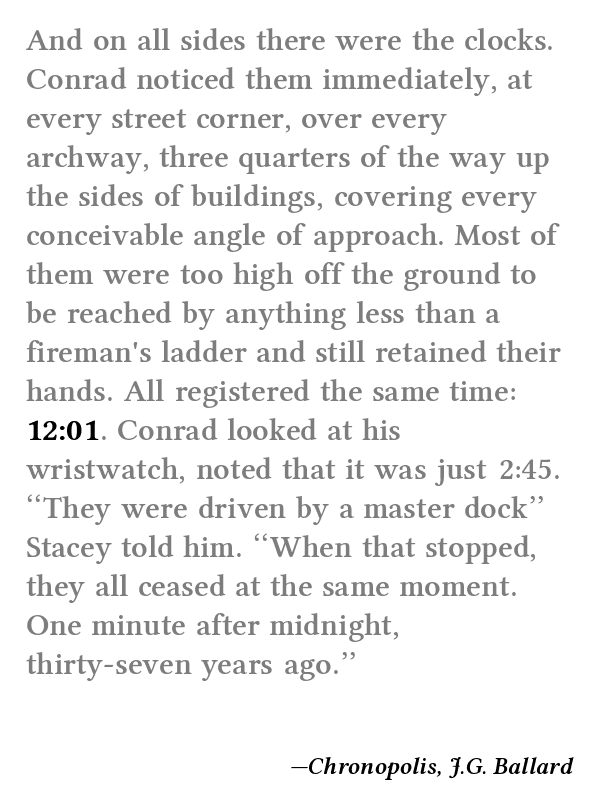 And on all sides there were the clocks.
Conrad noticed them immediately, at
every street corner, over every
archway, three quarters of the way up
the sides of buildings, covering every
conceivable angle of approach. Most of
them were too high off the ground to
be reached by anything less than a
fireman's ladder and still retained their
hands. All registered the same time:
12:01. Conrad looked at his
wristwatch, noted that it was just 2:45.
‘‘They were driven by a master dock’’
Stacey told him. ‘‘When that stopped,
they all ceased at the same moment.
One minute after midnight,
thirty-seven years ago.’’
—Chronopolis, J.G. Ballard